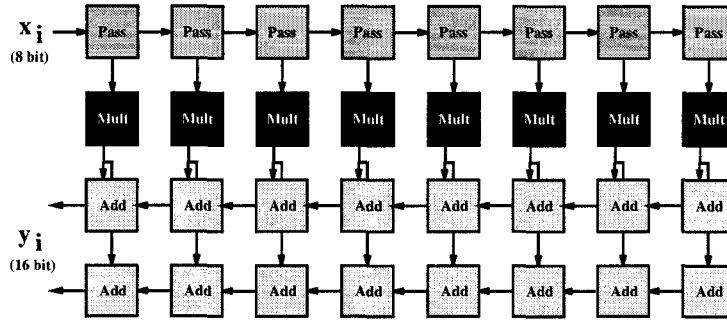 x i Pass Pass Pass Pass Pass Pass Pass Pass
(8 bit)
Mult Mult Mult Mult Mult Mult Mult Mult
Add Add Add Add Add Add Add Add
y i
(16 bit)
Add Add Add Add Add Add Add Add